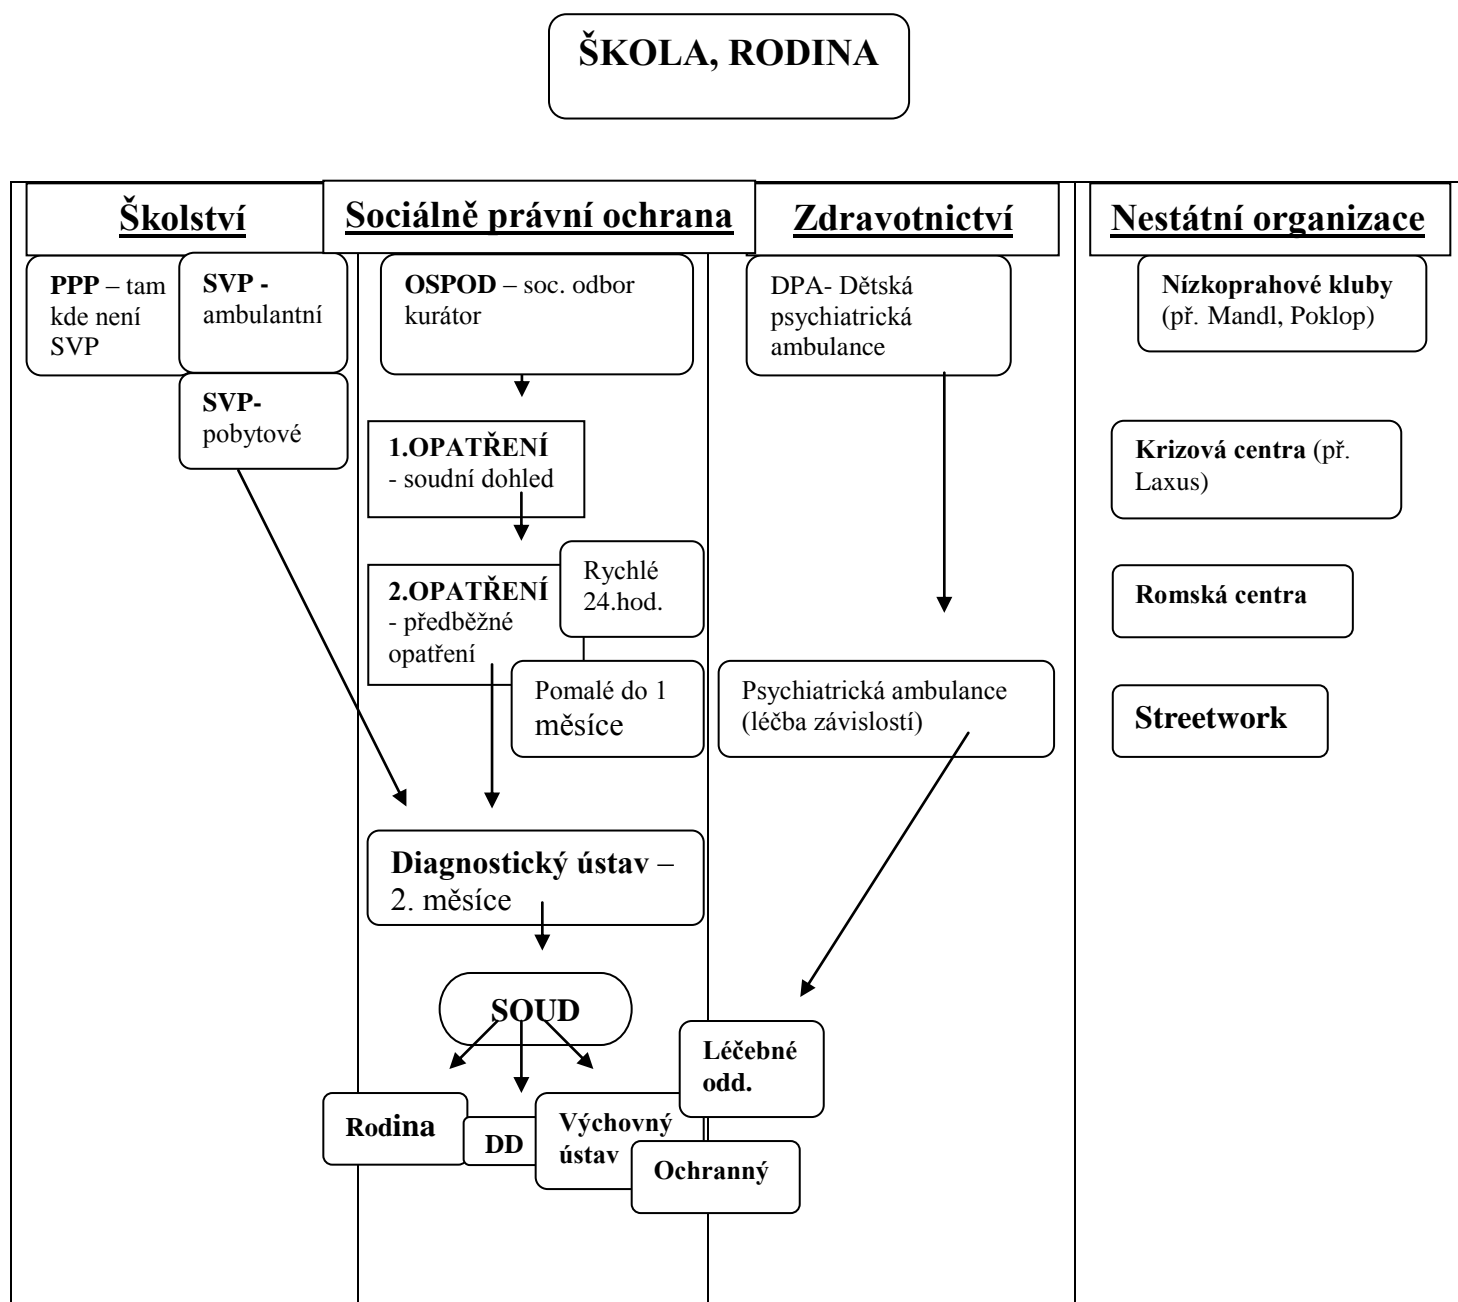 ŠKOLA, RODINA
Školství
Sociálně právní ochrana
Zdravotnictví
Nestátní organizace
PPP – tam
kde není
SVP
SVP -
ambulantní
SVP-
pobytové
OSPOD – soc. odbor
kurátor
1.OPATŘENÍ
- soudní dohled
2.OPATŘENÍ
- předběžné
opatření
Rychlé
24.hod.
Pomalé do 1
měsíce
Diagnostický ústav –
2. měsíce
SOUD
Rodina
DD
Výchovný
ústav
Ochranný
DPA- Dětská
psychiatrická
ambulance
Psychiatrická ambulance
(léčba závislostí)
Léčebné
odd.
Nízkoprahové kluby
(př. Mandl, Poklop)
Krizová centra (př.
Laxus)
Romská centra
Streetwork